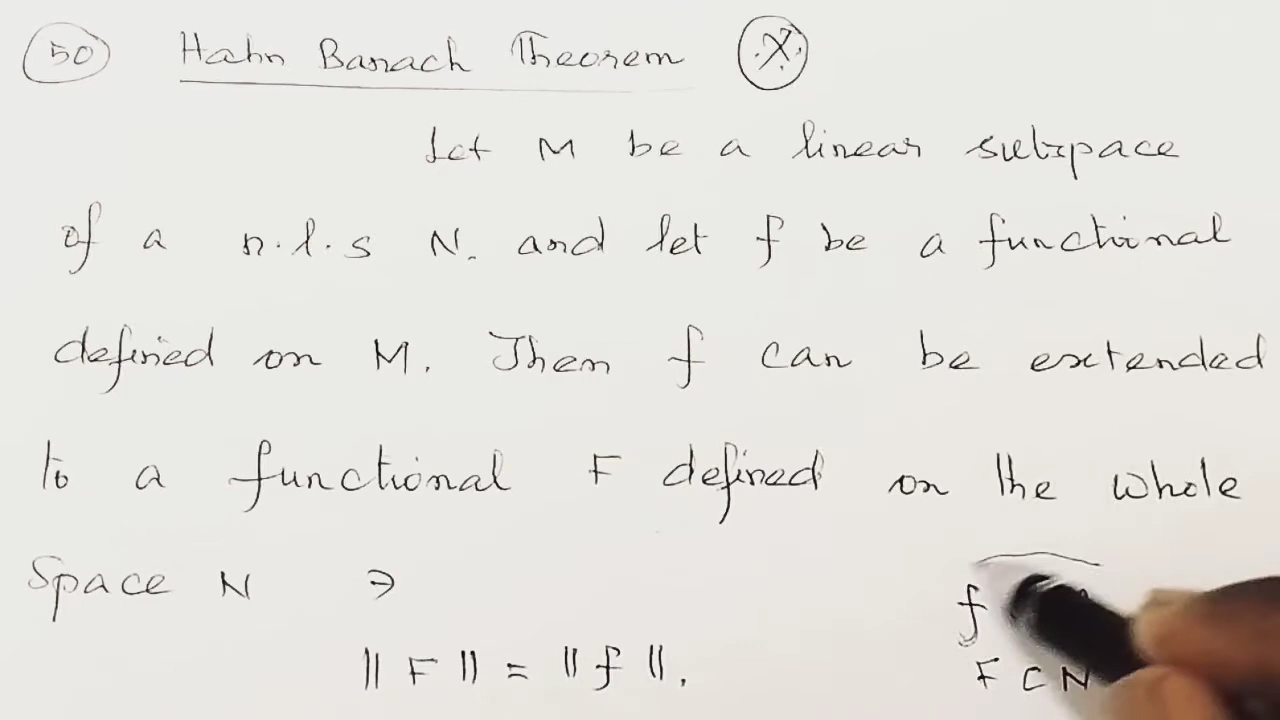 50 Hahn Banach Theorem X
Let M be a linear subspace
of a n.l.s N. and let f be a functional
defined on M. Then f can be extended
to a functional F defined on the whole
Space N ∋
|| F || = || f ||.
f
F ⊂ N